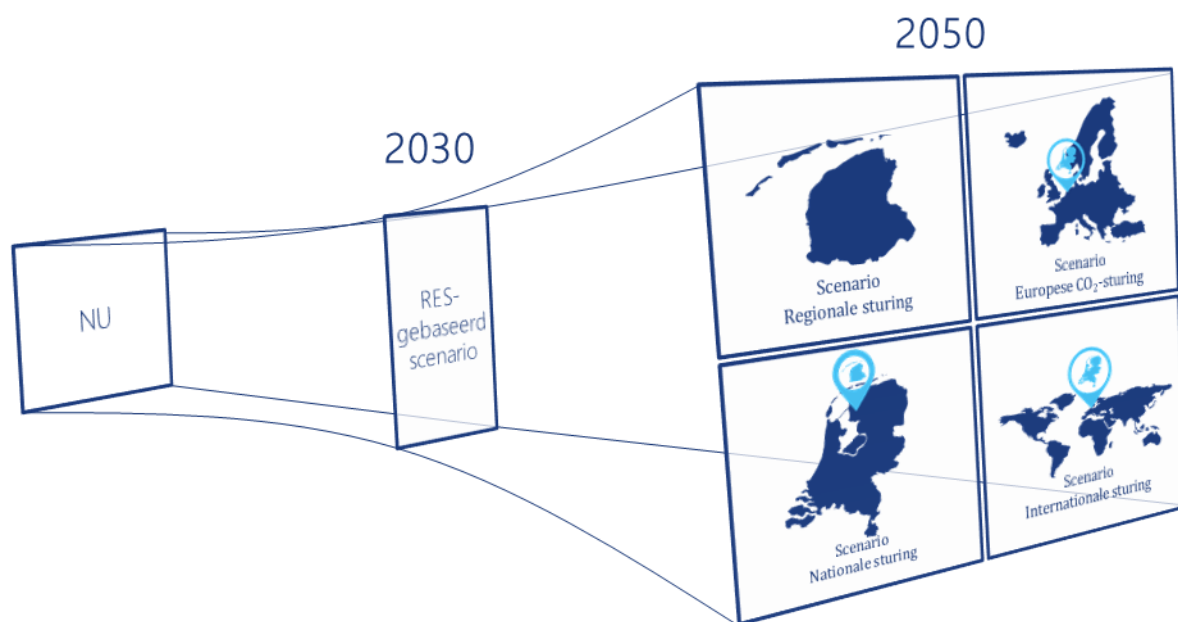 2050
2030
NU
RES-
gebaseerd
scenario
Scenario
Regionale sturing
Scenario
Europese CO₂-sturing
Scenario
Nationale sturing
Scenario
Internationale sturing